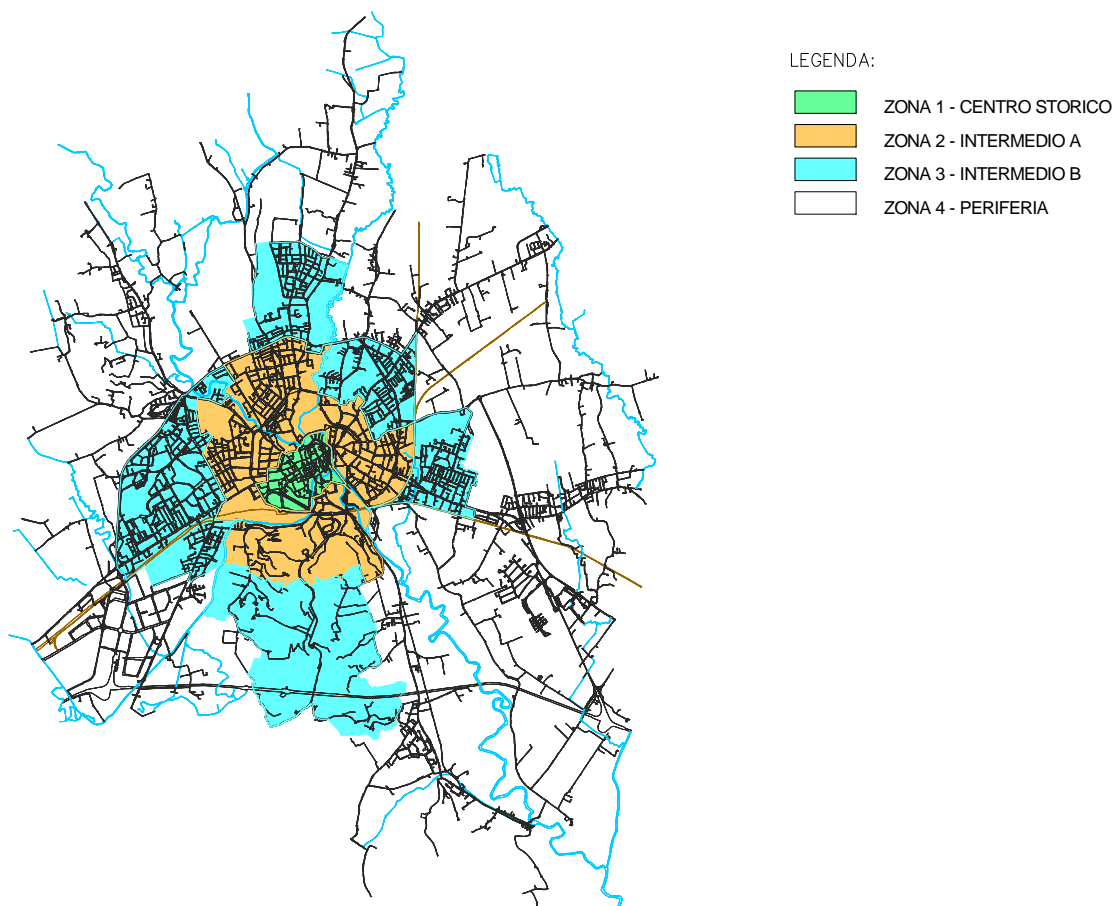 LEGENDA:
ZONA 1 - CENTRO STORICO
ZONA 2 - INTERMEDIO A
ZONA 3 - INTERMEDIO B
ZONA 4 - PERIFERIA